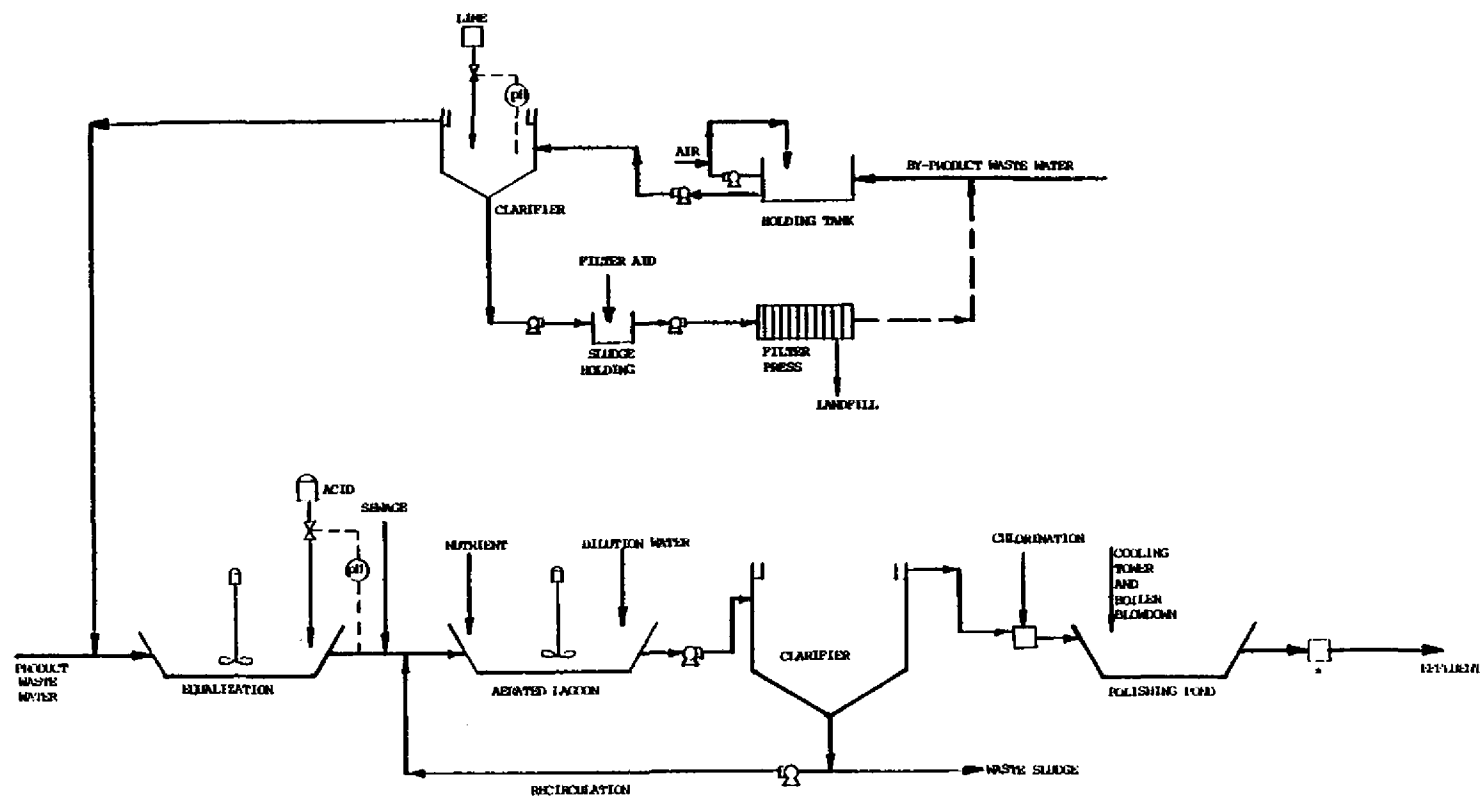 LIME
pH
AIR
BY-PRODUCT WASTE WATER
CLARIFIER
HOLDING TANK
FILTER AID
SLUDGE
HOLDING
FILTER
PRESS
LANDFILL
ACID
SEWAGE
pH
NUTRIENT
DILUTION WATER
CHLORINATION
COOLING
TOWER
AND
BOILER
BLOWDOWN
PRODUCT
WASTE
WATER
EQUALIZATION
AERATED LAGOON
CLARIFIER
POLISHING POND
*
EFFLUENT
RECIRCULATION
WASTE SLUDGE